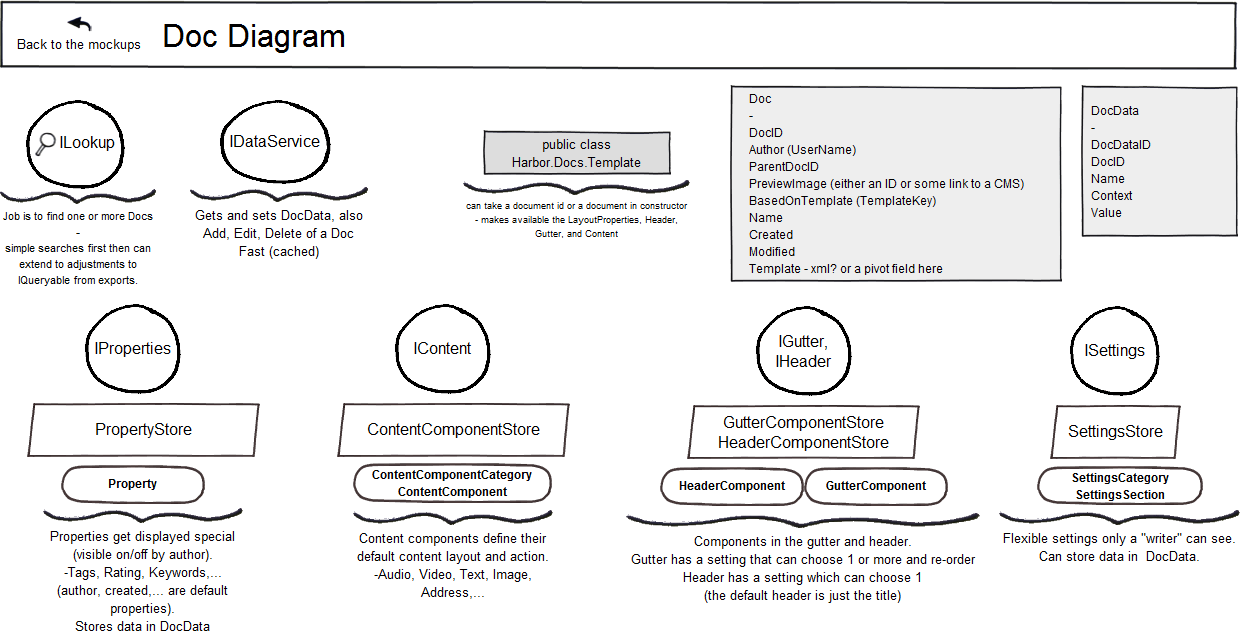 Back to the mockups
Doc Diagram
ILookup
Job is to find one or more Docs
-
simple searches first then can
extend to adjustments to
IQueryable from exports.
IDataService
Gets and sets DocData, also
Add, Edit, Delete of a Doc
Fast (cached)
public class
Harbor.Docs.Template
can take a document id or a document in constructor
- makes available the LayoutProperties, Header,
Gutter, and Content
Doc
-
DocID
Author (UserName)
ParentDocID
PreviewImage (either an ID or some link to a CMS)
BasedOnTemplate (TemplateKey)
Name
Created
Modified
Template - xml? or a pivot field here
DocData
-
DocDataID
DocID
Name
Context
Value
IProperties
PropertyStore
Property
Properties get displayed special
(visible on/off by author).
-Tags, Rating, Keywords,...
(author, created,... are default
properties).
Stores data in DocData
IContent
ContentComponentStore
ContentComponentCategory
ContentComponent
Content components define their
default content layout and action.
-Audio, Video, Text, Image,
Address,...
IGutter,
IHeader
GutterComponentStore
HeaderComponentStore
HeaderComponent
GutterComponent
Components in the gutter and header.
Gutter has a setting that can choose 1 or more and re-order
Header has a setting which can choose 1
(the default header is just the title)
ISettings
SettingsStore
SettingsCategory
SettingsSection
Flexible settings only a "writer" can see.
Can store data in  DocData.